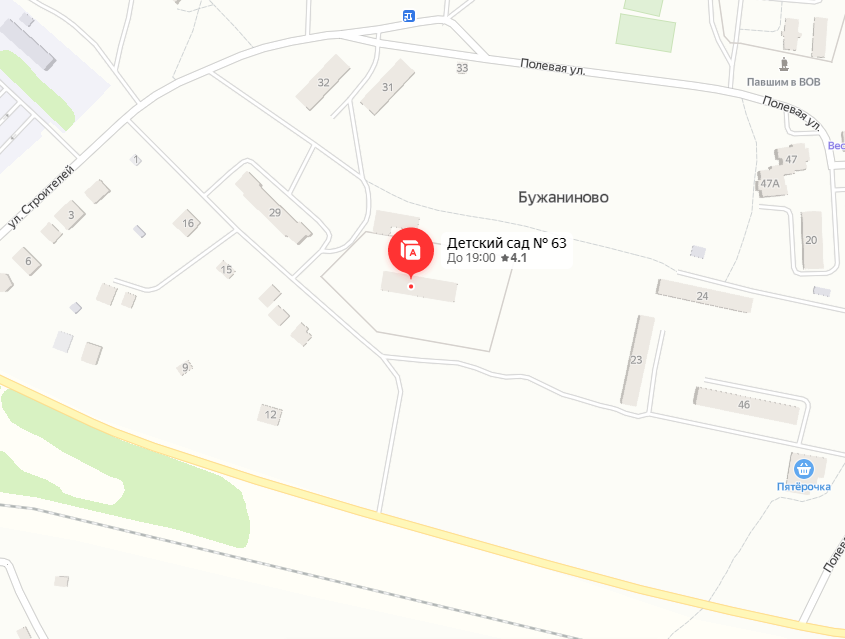 32
31
33
Полевая ул.
Павшим в ВОВ
Полевая ул.
Вес
47
47А
1
ул. Строителей
3
29
16
Бужаниново
20
6
15
Детский сад № 63
До 19:00 ★4.1
24
23
9
46
12
Пятёрочка
Полевая